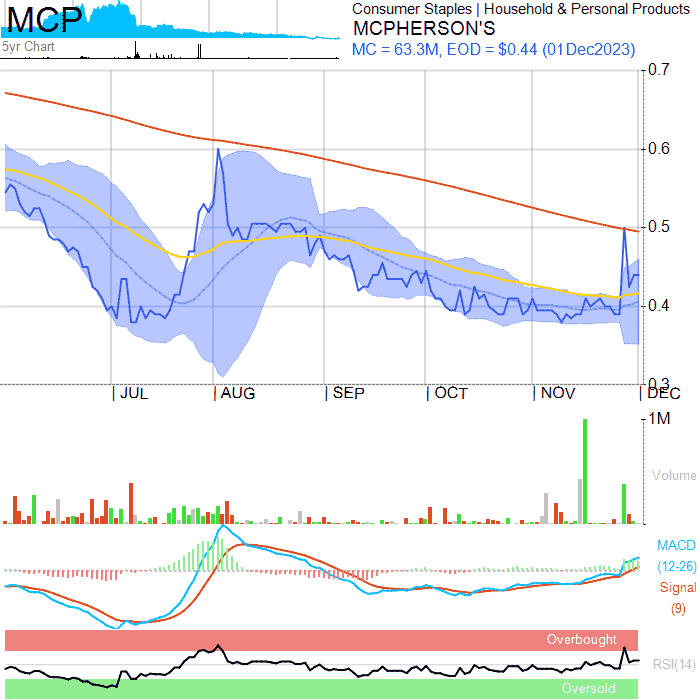 MCP
Consumer Staples | Household & Personal Products
MCPHERSON'S
5yr Chart
MC = 63.3M, EOD = $0.44 (01Dec2023)
0.7
0.6
0.5
0.4
0.3
JUL AUG SEP OCT NOV DEC
1M
Volume
MACD
(12-26)
Signal
(9)
Overbought
RSI(14)
Oversold